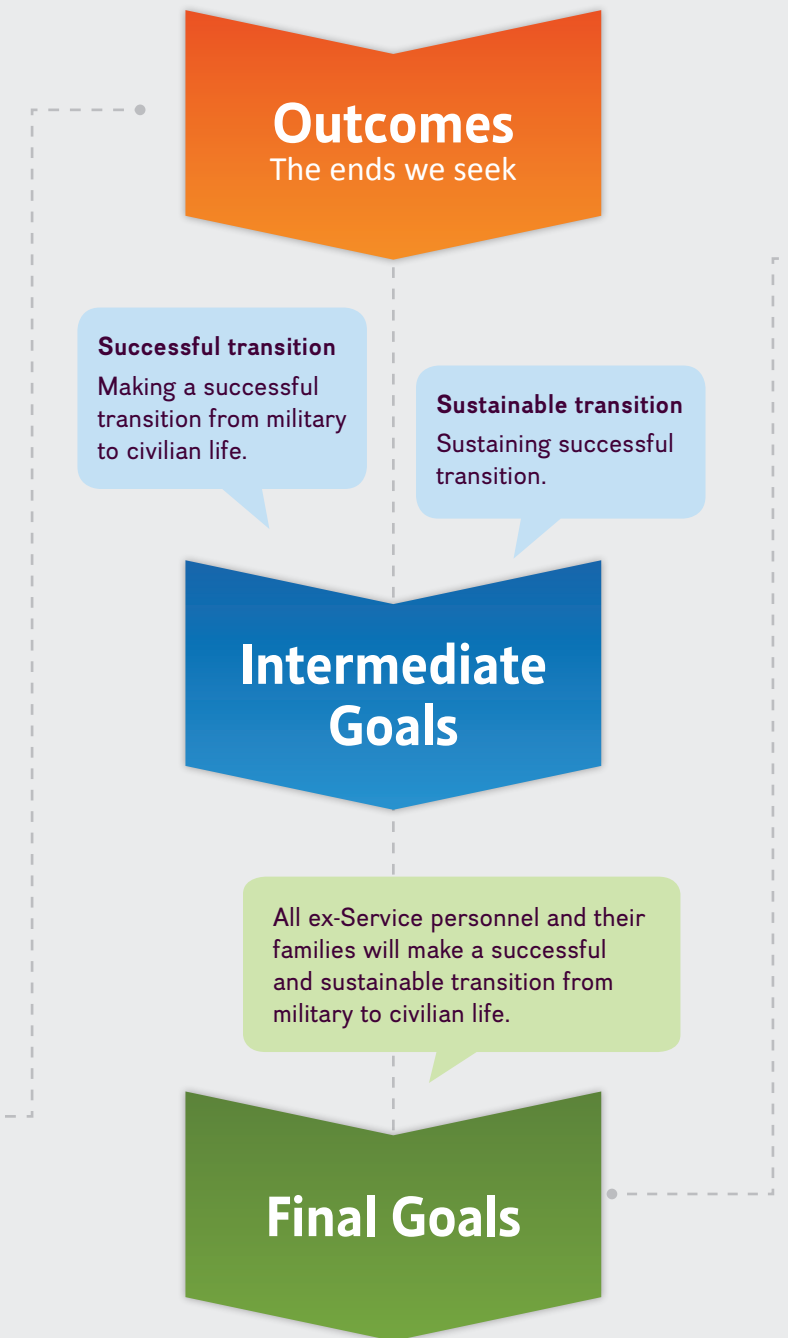 Outcomes
The ends we seek
Successful transition
Making a successful
transition from military
to civilian life.
Sustainable transition
Sustaining successful
transition.
Intermediate
Goals
All ex-Service personnel and their
families will make a successful
and sustainable transition from
military to civilian life.
Final Goals